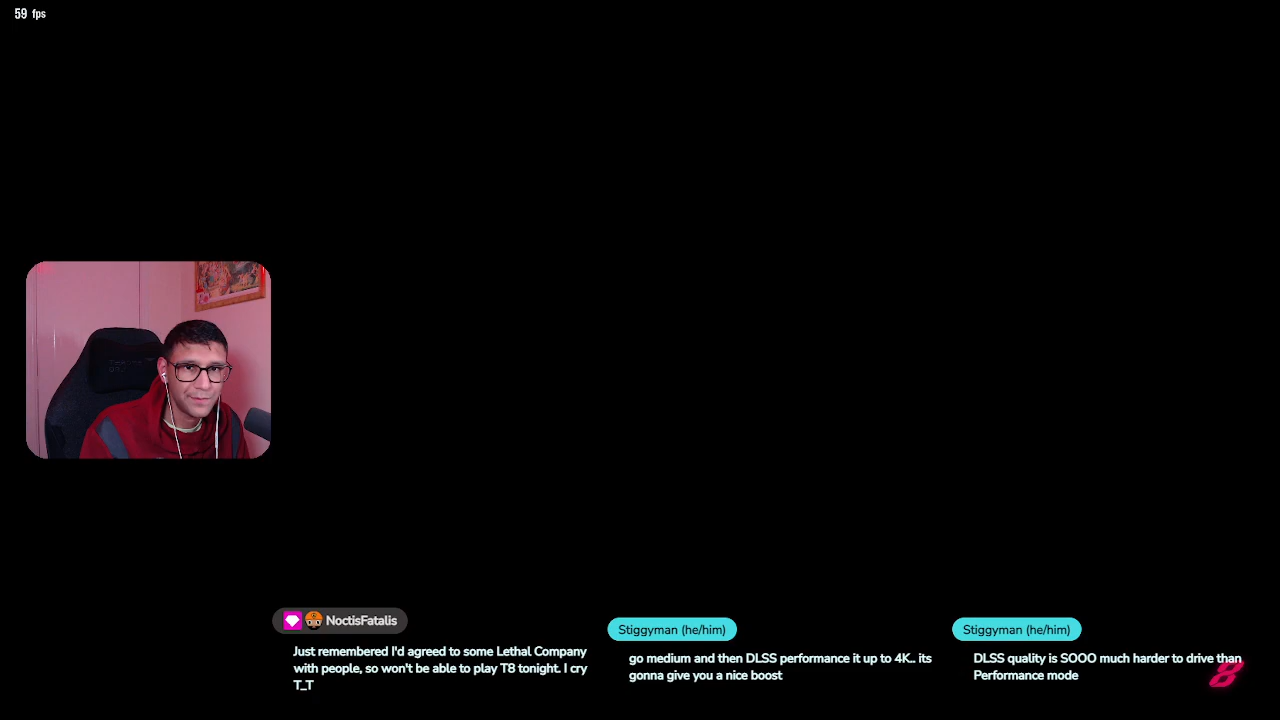 59 fps
NoctisFatalis
Just remembered I'd agreed to some Lethal Company
with people, so won't be able to play T8 tonight. I cry
T_T
Stiggyman (he/him)
go medium and then DLSS performance it up to 4K.. its
gonna give you a nice boost
Stiggyman (he/him)
DLSS quality is SOOO much harder to drive than
Performance mode
8